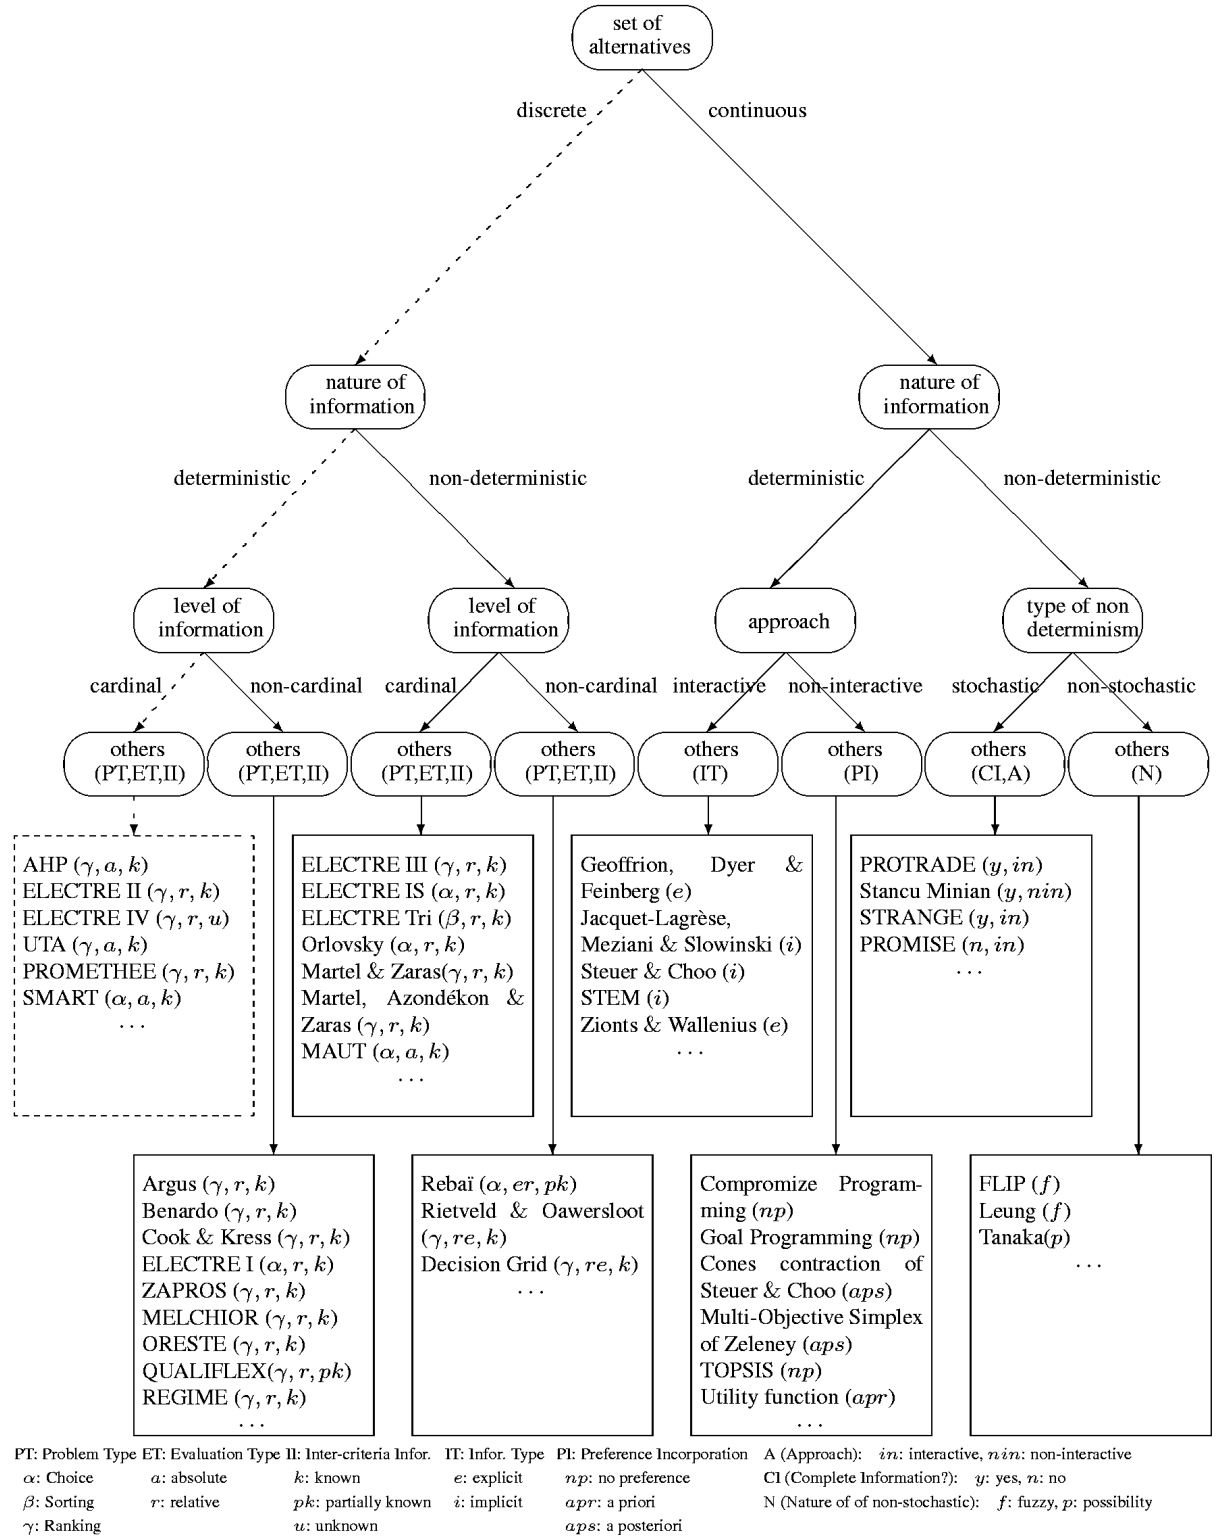 set of
alternatives
discrete
continuous
nature of
information
nature of
information
deterministic
non-deterministic
deterministic
non-deterministic
level of
information
level of
information
approach
type of non
determinism
cardinal
non-cardinal
cardinal
non-cardinal
interactive
non-interactive
stochastic
non-stochastic
others
(PT,ET,II)
others
(PT,ET,II)
others
(PT,ET,II)
others
(PT,ET,II)
others
(IT)
others
(PI)
others
(CI,A)
others
(N)
AHP (γ, a, k)
ELECTRE II (γ, r, k)
ELECTRE IV (γ, r, u)
UTA (γ, a, k)
PROMETHEE (γ, r, k)
SMART (α, a, k)
...
ELECTRE III (γ, r, k)
ELECTRE IS (α, r, k)
ELECTRE Tri (β, r, k)
Orlovsky (α, r, k)
Martel & Zaras(γ, r, k)
Martel, Azondékon &
Zaras (γ, r, k)
MAUT (α, a, k)
...
Geoffrion, Dyer &
Feinberg (e)
Jacquet-Lagrèse,
Meziani & Slowinski (i)
Steuer & Choo (i)
STEM (i)
Zionts & Wallenius (e)
...
PROTRADE (y, in)
Stancu Minian (y, nin)
STRANGE (y, in)
PROMISE (n, in)
...
Argus (γ, r, k)
Benardo (γ, r, k)
Cook & Kress (γ, r, k)
ELECTRE I (α, r, k)
ZAPROS (γ, r, k)
MELCHIOR (γ, r, k)
ORESTE (γ, r, k)
QUALIFLEX(γ, r, pk)
REGIME (γ, r, k)
...
Rebaï (α, er, pk)
Rietveld & Oawersloot
(γ, re, k)
Decision Grid (γ, re, k)
...
Compromize Program-
ming (np)
Goal Programming (np)
Cones contraction of
Steuer & Choo (aps)
Multi-Objective Simplex
of Zeleney (aps)
TOPSIS (np)
Utility function (apr)
...
FLIP (f)
Leung (f)
Tanaka(p)
...
PT: Problem Type ET: Evaluation Type II: Inter-criteria Infor. IT: Infor. Type PI: Preference Incorporation A (Approach): in: interactive, nin: non-interactive
α: Choice a: absolute k: known e: explicit np: no preference CI (Complete Information?): y: yes, n: no
β: Sorting r: relative pk: partially known i: implicit apr: a priori N (Nature of of non-stochastic): f: fuzzy, p: possibility
γ: Ranking u: unknown aps: a posteriori